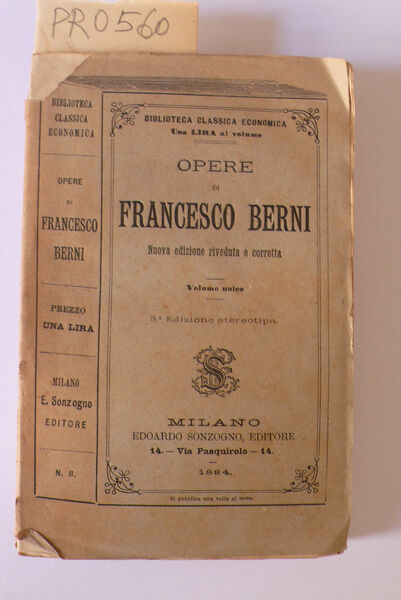 PRO560
BIBLIOTECA
CLASSICA
ECONOMICA
OPERE
DI
FRANCESCO
BERNI
PREZZO
UNA LIRA
MILANO
E. Sonzogno
EDITORE
N. 8.
BIBLIOTECA CLASSICA ECONOMICA
Una LIRA al volume
OPERE
DI
FRANCESCO BERNI
Nuova edizione riveduta e corretta
Volume unico
3.ª Edizione stereotipa.
S
MILANO
EDOARDO SONZOGNO, EDITORE
14. — Via Pasquirolo — 14.
1884.
Si pubblica una volta al mese.